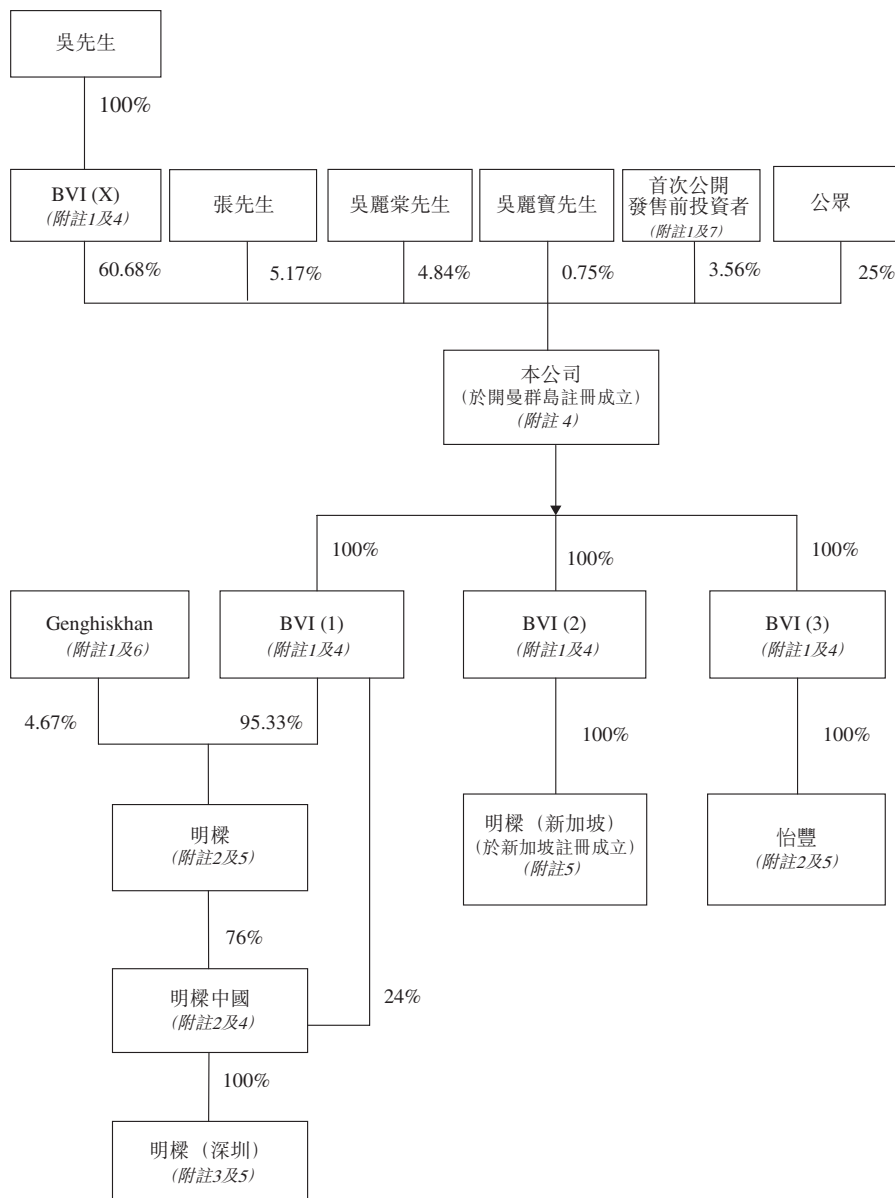 吳先生
100%
BVI (X)
(附註1及4)
張先生
吳麗棠先生
吳麗寶先生
首次公開
發售前投資者
(附註1及7)
公眾
60.68%
5.17%
4.84%
0.75%
3.56%
25%
本公司
(於開曼群島註冊成立)
(附註 4)
100%
100%
100%
Genghiskhan
(附註1及6)
BVI (1)
(附註1及4)
BVI (2)
(附註1及4)
BVI (3)
(附註1及4)
4.67%
95.33%
100%
100%
明樑
(附註2及5)
明樑（新加坡）
(於新加坡註冊成立)
(附註5)
怡豐
(附註2及5)
76%
明樑中國
(附註2及4)
24%
100%
明樑（深圳）
(附註3及5)